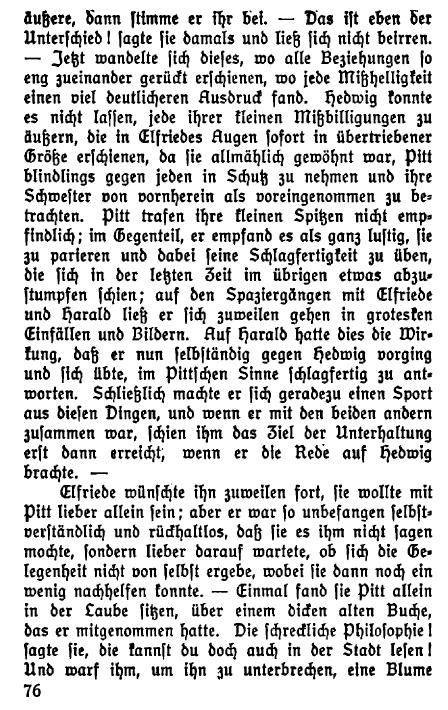 äußere, dann stimme er ihr bei. — Das ist eben der
Unterschied! sagte sie damals und ließ sich nicht beirren.
— Jetzt wandelte sich dieses, wo alle Beziehungen so
eng zueinander gerückt erschienen, wo jede Mißhelligkeit
einen viel deutlicheren Ausdruck fand. Hedwig konnte
es nicht lassen, jede ihrer kleinen Mißbilligungen zu
äußern, die in Elfriedes Augen sofort in übertriebener
Größe erschienen, da sie allmählich gewöhnt war, Pitt
blindlings gegen jeden in Schutz zu nehmen und ihre
Schwester von vornherein als voreingenommen zu be-
trachten. Pitt trafen ihre kleinen Spitzen nicht emp-
findlich; im Gegenteil, er empfand es als ganz lustig, sie
zu parieren und dabei seine Schlagfertigkeit zu üben,
die sich in der letzten Zeit im übrigen etwas abzu-
stumpfen schien; auf den Spaziergängen mit Elfriede
und Harald ließ er sich zuweilen gehen in grotesken
Einfällen und Bildern. Auf Harald hatte dies die Wir-
kung, daß er nun selbständig gegen Hedwig vorging
und sich übte, im Pittschen Sinne schlagfertig zu ant-
worten. Schließlich machte er sich geradezu einen Sport
aus diesen Dingen, und wenn er mit den beiden andern
zusammen war, schien ihm das Ziel der Unterhaltung
erst dann erreicht, wenn er die Rede auf Hedwig
brachte. —
Elfriede wünschte ihn zuweilen fort, sie wollte mit
Pitt lieber allein sein; aber er war so unbefangen selbst-
verständlich und rückhaltlos, daß sie es ihm nicht sagen
mochte, sondern lieber darauf wartete, ob sich die Ge-
legenheit nicht von selbst ergebe, wobei sie dann noch ein
wenig nachhelfen konnte. — Einmal fand sie Pitt allein
in der Laube sitzen, über einem dicken alten Buche,
das er mitgenommen hatte. Die schreckliche Philosophie!
sagte sie, die kannst du doch auch in der Stadt lesen!
Und warf ihm, um ihn zu unterbrechen, eine Blume
76